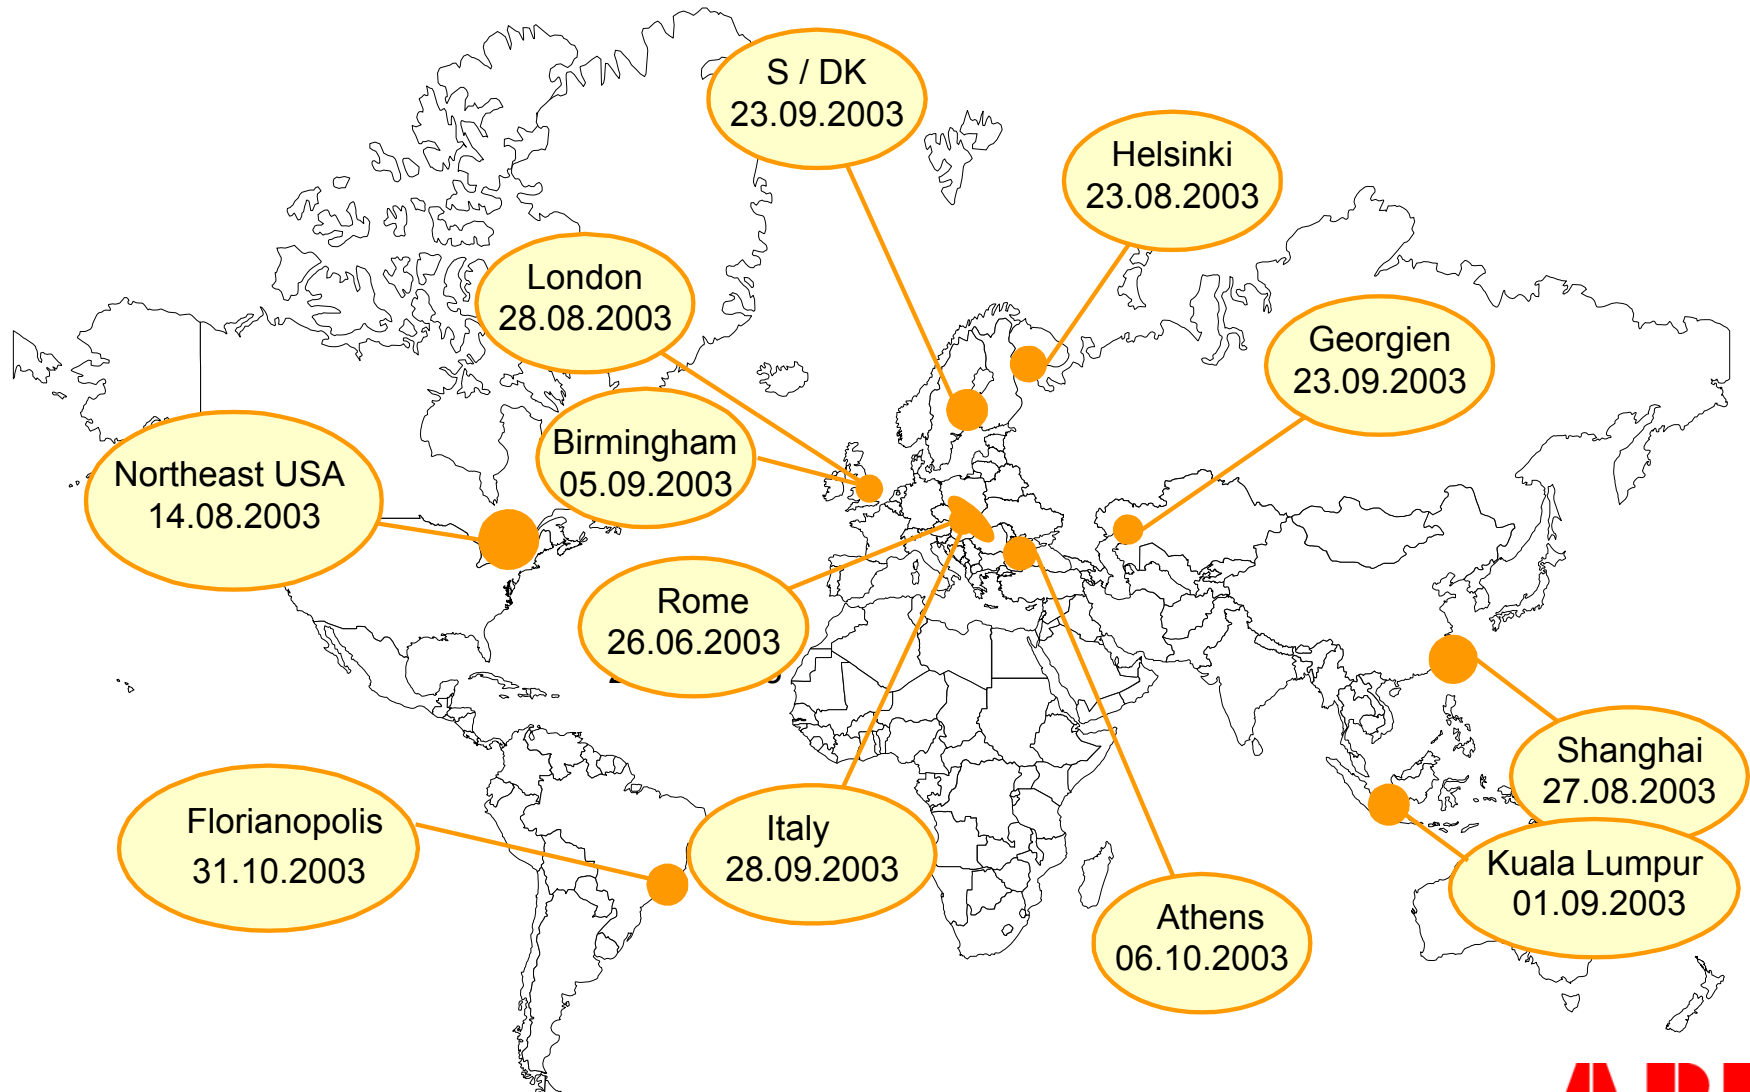 S / DK
23.09.2003
Helsinki
23.08.2003
London
28.08.2003
Georgien
23.09.2003
Birmingham
05.09.2003
Northeast USA
14.08.2003
Rome
26.06.2003
Shanghai
27.08.2003
Florianopolis
31.10.2003
Italy
28.09.2003
Kuala Lumpur
01.09.2003
Athens
06.10.2003